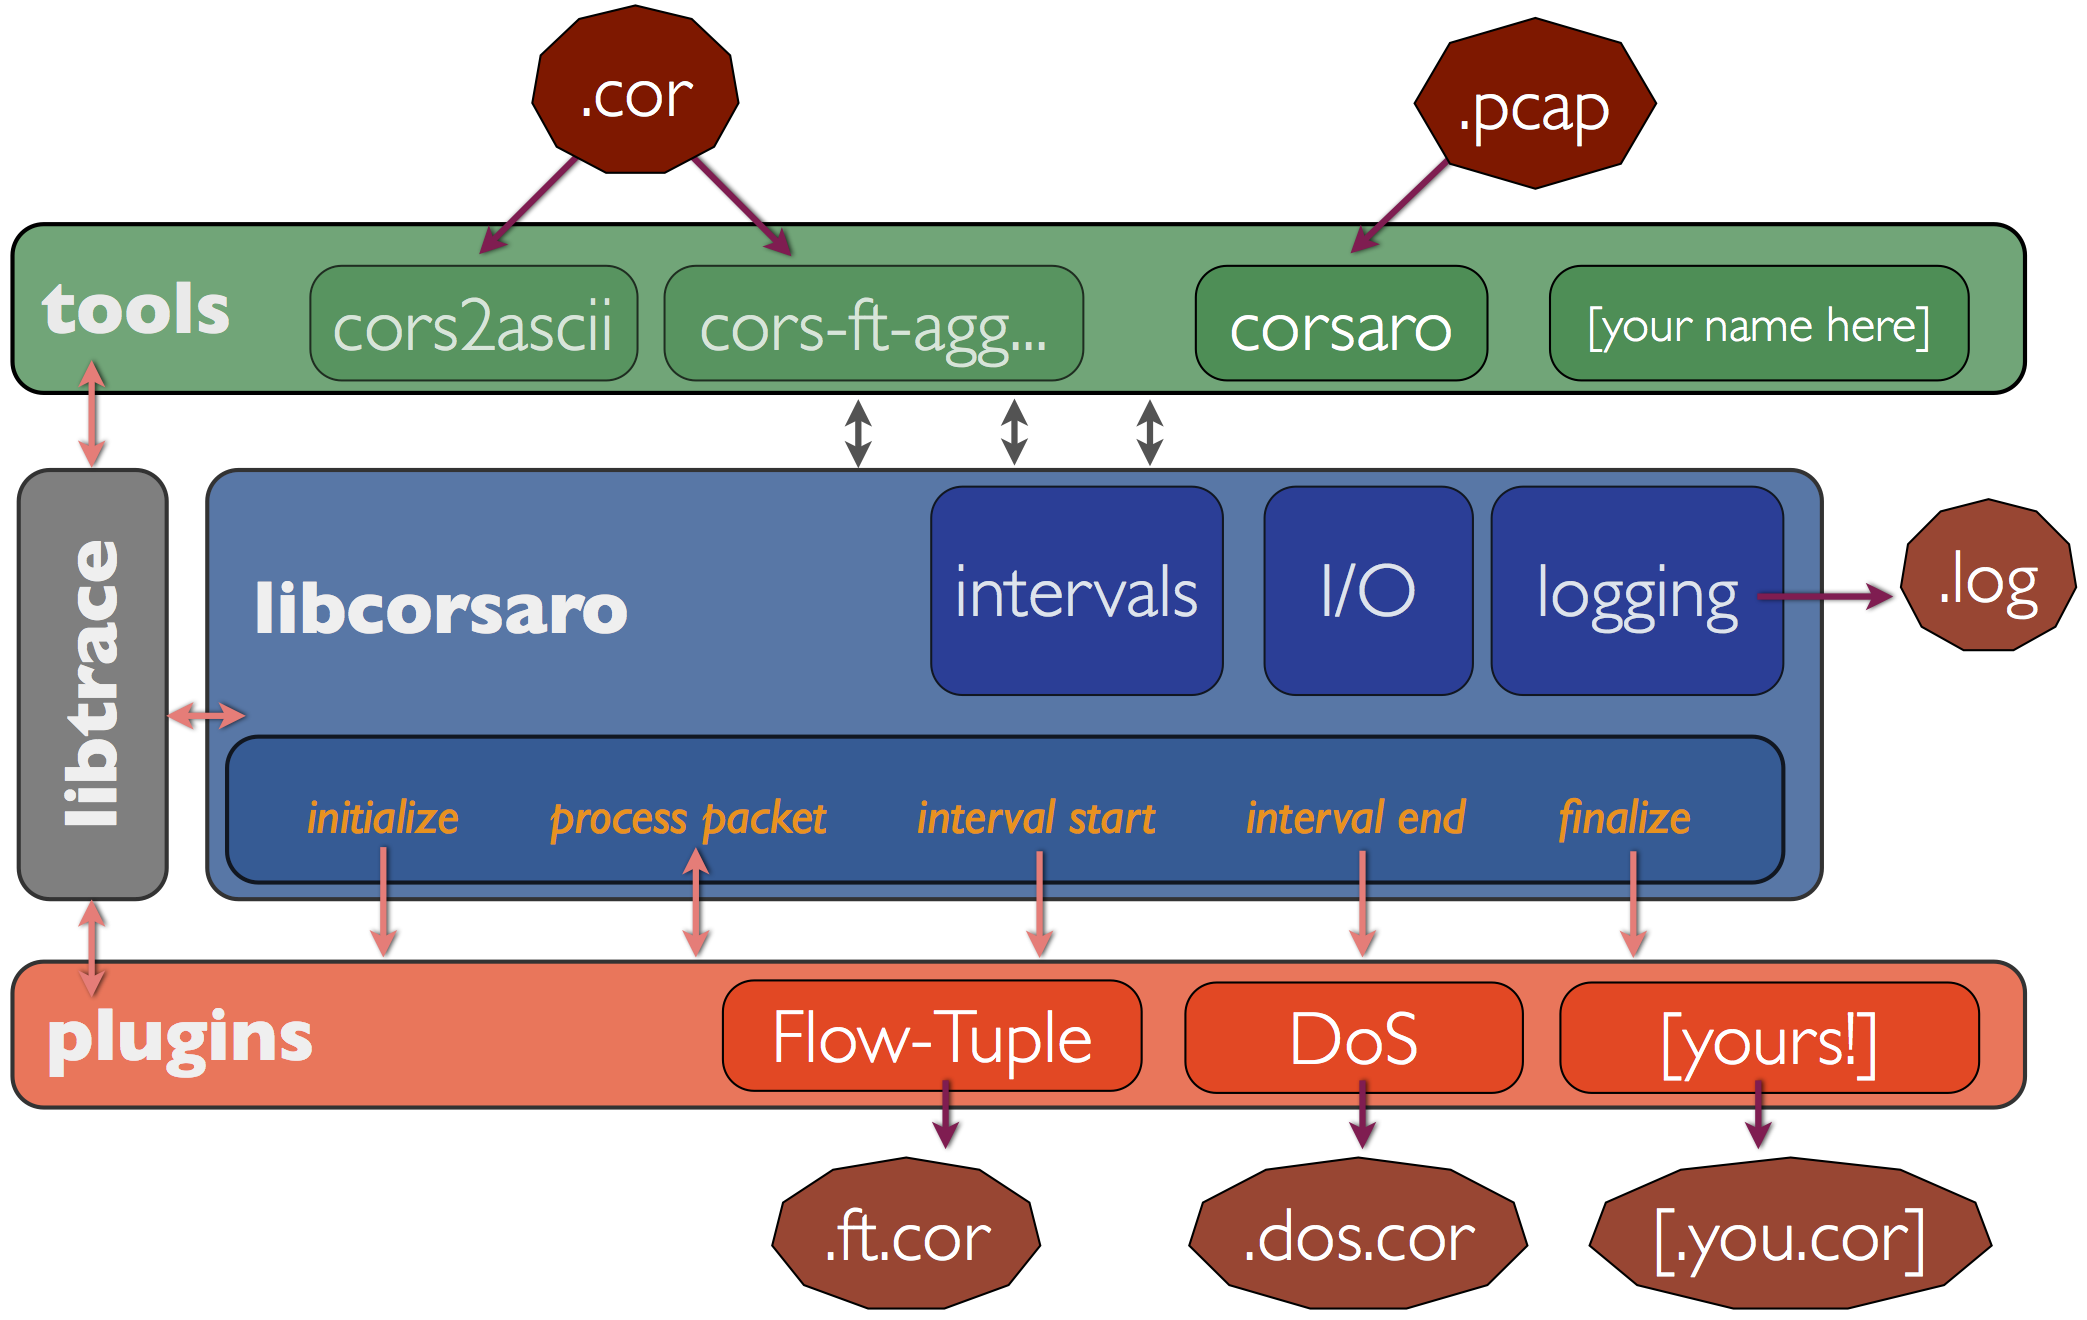 .cor
.pcap
tools
cors2ascii
cors-ft-agg...
corsaro
[your name here]
libtrace
libcorsaro
intervals
I/O
logging
.log
initialize
process packet
interval start
interval end
finalize
plugins
Flow-Tuple
DoS
[yours!]
.ft.cor
.dos.cor
[.you.cor]